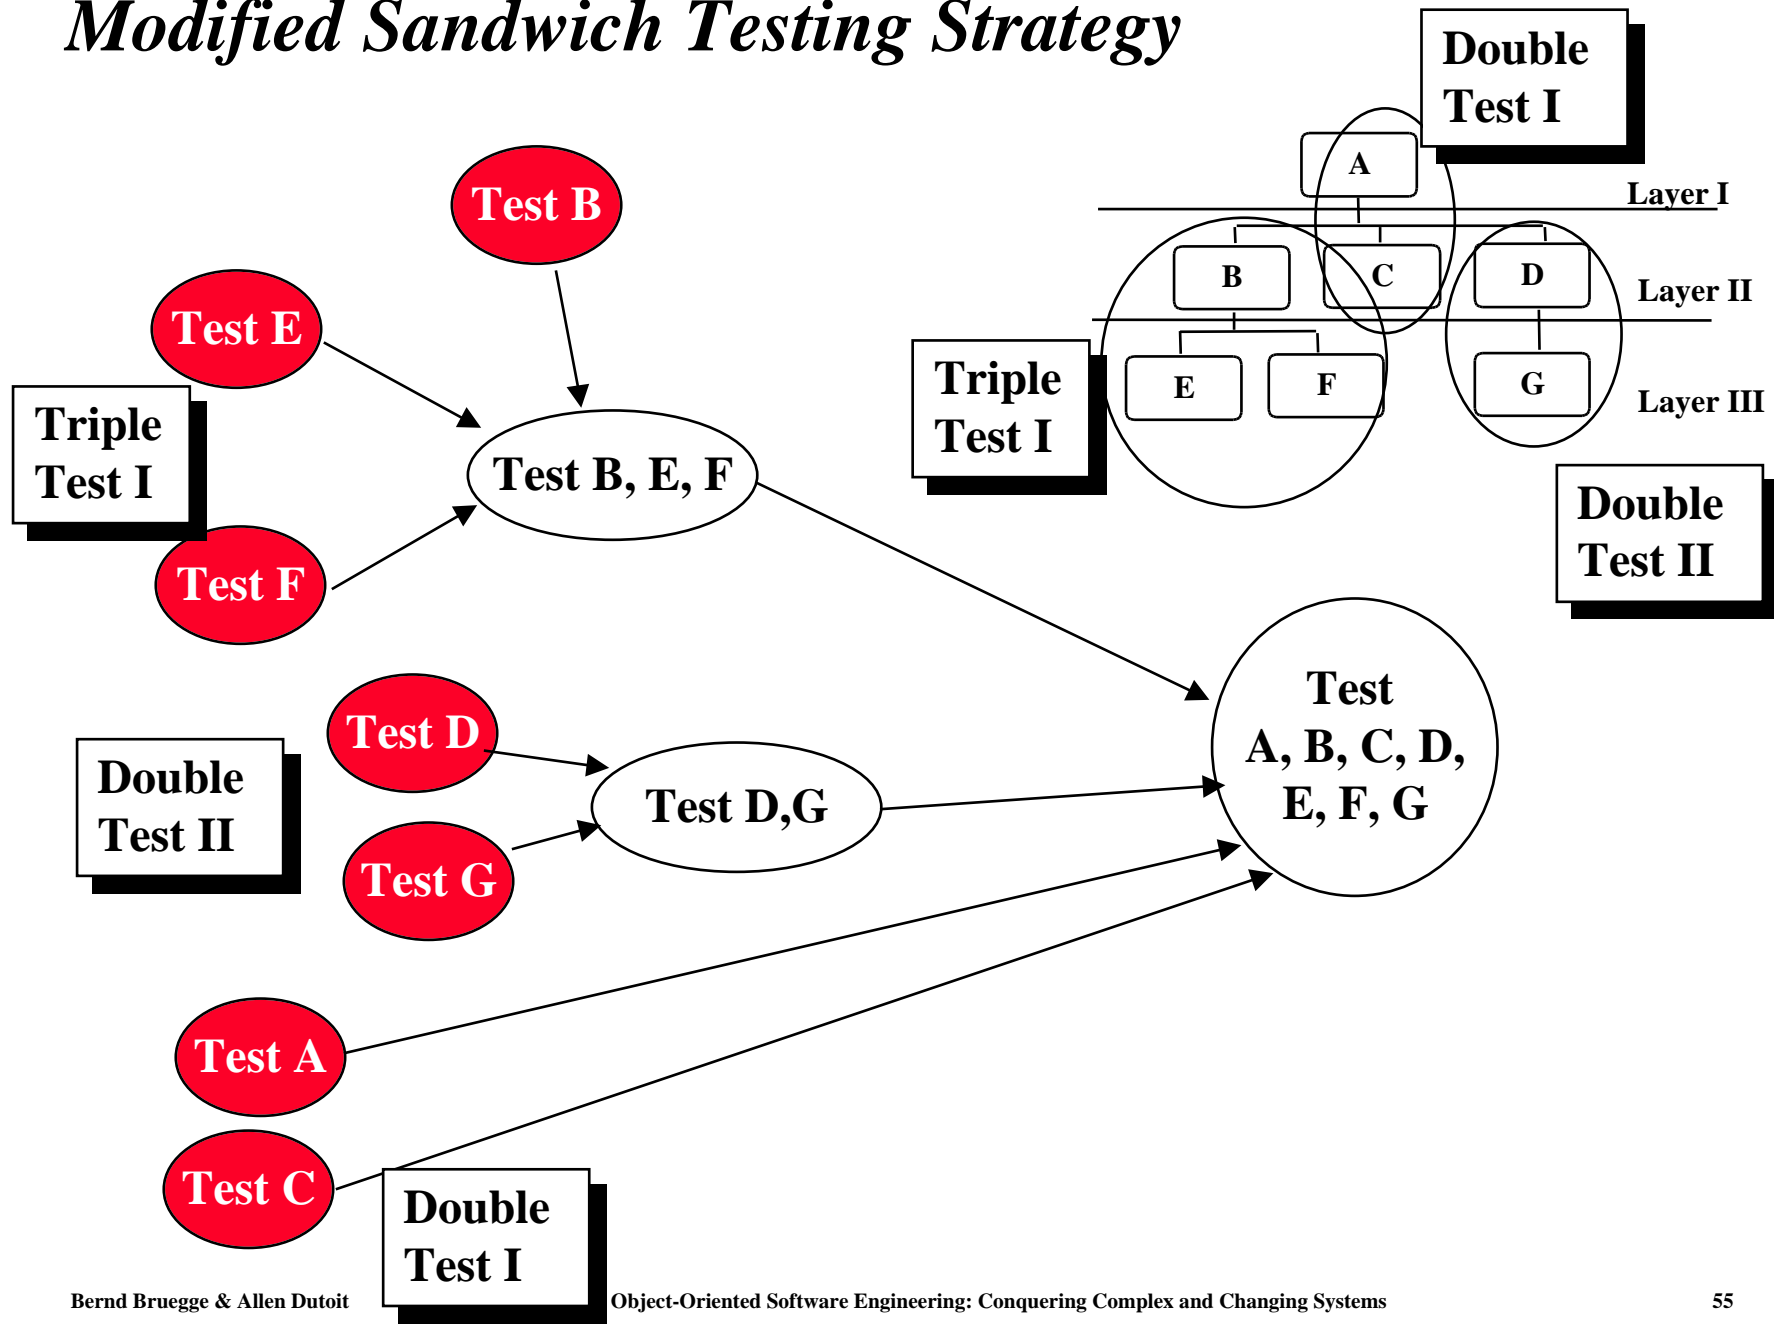 Modified Sandwich Testing Strategy
Double
Test I
A
Layer I
B
C
D
Layer II
E
F
G
Layer III
Triple
Test I
Double
Test II
Test B
Test E
Triple
Test I
Test B, E, F
Test F
Test D
Double
Test II
Test D,G
Test G
Test
A, B, C, D,
E, F, G
Test A
Test C
Double
Test I
Bernd Bruegge & Allen Dutoit
Object-Oriented Software Engineering: Conquering Complex and Changing Systems
55